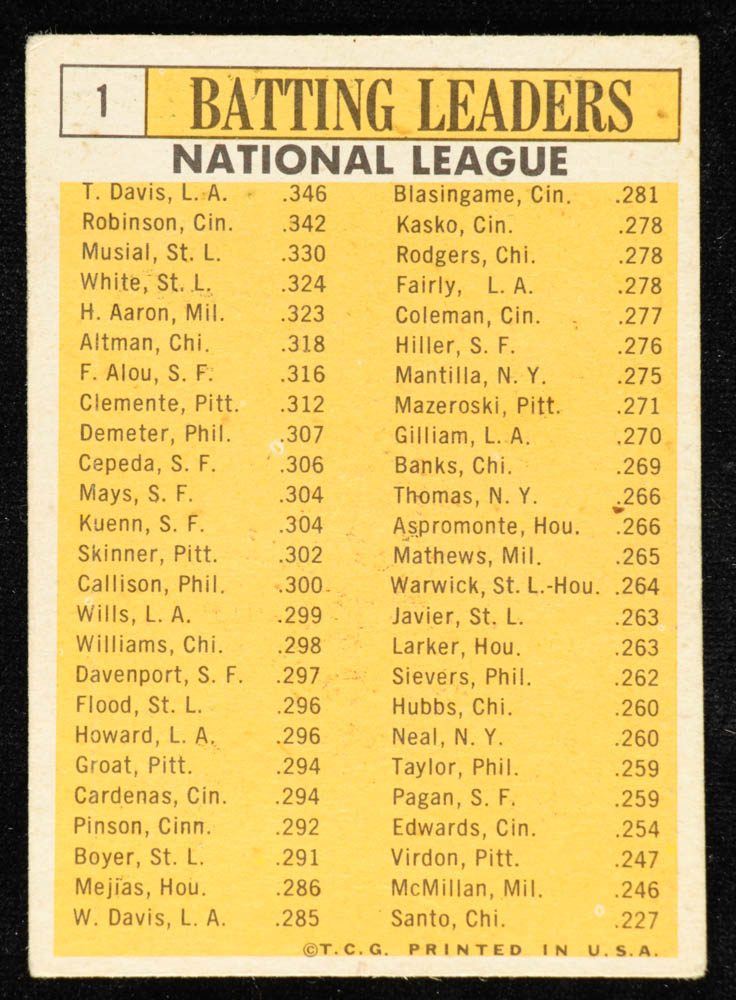 1 BATTING LEADERS
NATIONAL LEAGUE
T. Davis, L. A. .346
Robinson, Cin. .342
Musial, St. L. .330
White, St. L. .324
H. Aaron, Mil. .323
Altman, Chi. .318
F. Alou, S. F. .316
Clemente, Pitt. .312
Demeter, Phil. .307
Cepeda, S. F. .306
Mays, S. F. .304
Kuenn, S. F. .304
Skinner, Pitt. .302
Callison, Phil. .300
Wills, L. A. .299
Williams, Chi. .298
Davenport, S. F. .297
Flood, St. L. .296
Howard, L. A. .296
Groat, Pitt. .294
Cardenas, Cin. .294
Pinson, Cinn. .292
Boyer, St. L. .291
Mejias, Hou. .286
W. Davis, L. A. .285
Blasingame, Cin. .281
Kasko, Cin. .278
Rodgers, Chi. .278
Fairly, L. A. .278
Coleman, Cin. .277
Hiller, S. F. .276
Mantilla, N. Y. .275
Mazeroski, Pitt. .271
Gilliam, L. A. .270
Banks, Chi. .269
Thomas, N. Y. .266
Aspromonte, Hou. .266
Mathews, Mil. .265
Warwick, St. L.-Hou. .264
Javier, St. L. .263
Larker, Hou. .263
Sievers, Phil. .262
Hubbs, Chi. .260
Neal, N. Y. .260
Taylor, Phil. .259
Pagan, S. F. .259
Edwards, Cin. .254
Virdon, Pitt. .247
McMillan, Mil. .246
Santo, Chi. .227
©T.C.G. PRINTED IN U.S.A.